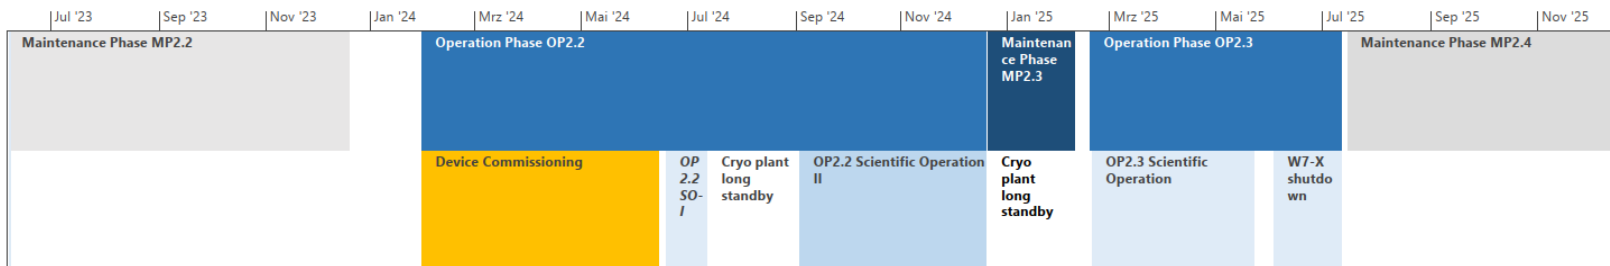 Jul '23 Sep '23 Nov '23 Jan '24 Mrz '24 Mai '24 Jul '24 Sep '24 Nov '24 Jan '25 Mrz '25 Mai '25 Jul '25 Sep '25 Nov '25
Maintenance Phase MP2.2
Operation Phase OP2.2
Maintenan
ce Phase
MP2.3
Operation Phase OP2.3
Maintenance Phase MP2.4
Device Commissioning
OP
2.2
SO-
I
Cryo plant
long
standby
OP2.2 Scientific Operation
II
Cryo
plant
long
standby
OP2.3 Scientific
Operation
W7-X
shutdo
wn